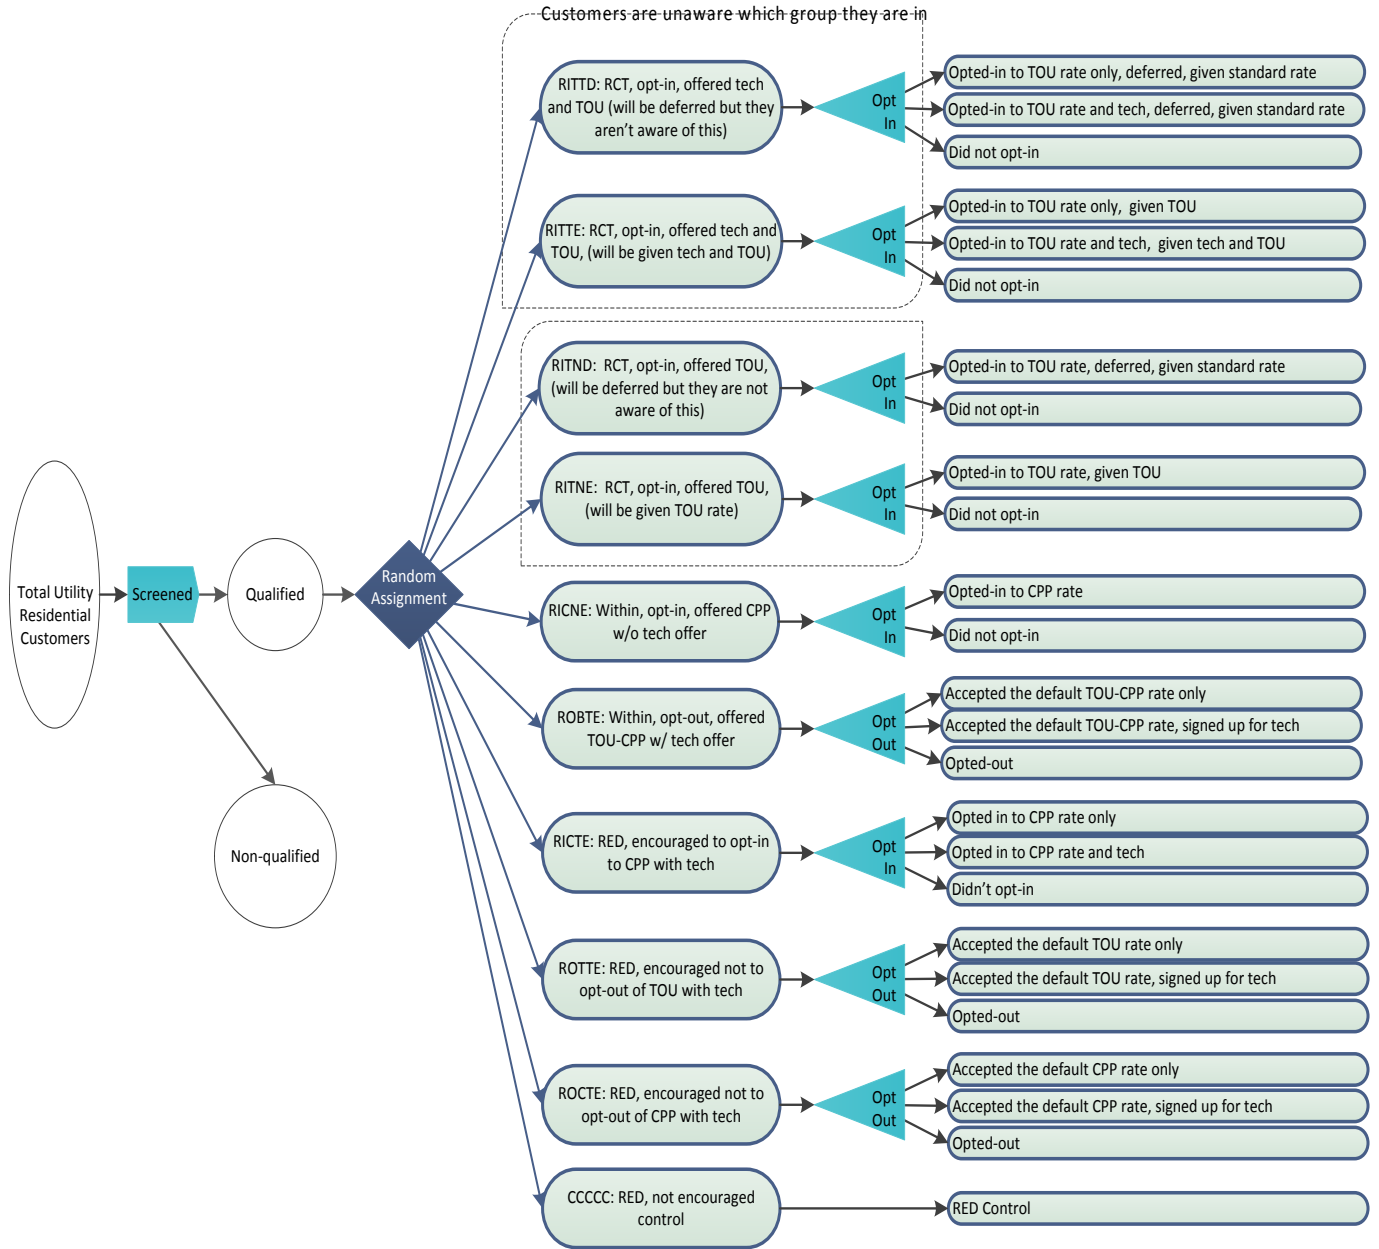 Customers are unaware which group they are in
RITTD: RCT, opt-in, offered tech
and TOU (will be deferred but they
aren’t aware of this)
Opt
In
Opted-in to TOU rate only, deferred, given standard rate
Opted-in to TOU rate and tech, deferred, given standard rate
Did not opt-in
RITTE: RCT, opt-in, offered tech and
TOU, (will be given tech and TOU)
Opt
In
Opted-in to TOU rate only,  given TOU
Opted-in to TOU rate and tech,  given tech and TOU
Did not opt-in
RITND:  RCT, opt-in, offered TOU,
(will be deferred but they are not
aware of this)
Opt
In
Opted-in to TOU rate, deferred, given standard rate
Did not opt-in
RITNE:  RCT, opt-in, offered TOU,
(will be given TOU rate)
Opt
In
Opted-in to TOU rate, given TOU
Did not opt-in
Total Utility
Residential
Customers
Screened
Qualified
Non-qualified
Random
Assignment
RICNE: Within, opt-in, offered CPP
w/o tech offer
Opt
In
Opted-in to CPP rate
Did not opt-in
ROBTE: Within, opt-out, offered
TOU-CPP w/ tech offer
Opt
Out
Accepted the default TOU-CPP rate only
Accepted the default TOU-CPP rate, signed up for tech
Opted-out
RICTE: RED, encouraged to opt-in
to CPP with tech
Opt
In
Opted in to CPP rate only
Opted in to CPP rate and tech
Didn’t opt-in
ROTTE: RED, encouraged not to
opt-out of TOU with tech
Opt
Out
Accepted the default TOU rate only
Accepted the default TOU rate, signed up for tech
Opted-out
ROCTE: RED, encouraged not to
opt-out of CPP with tech
Opt
Out
Accepted the default CPP rate only
Accepted the default CPP rate, signed up for tech
Opted-out
CCCCC: RED, not encouraged
control
RED Control